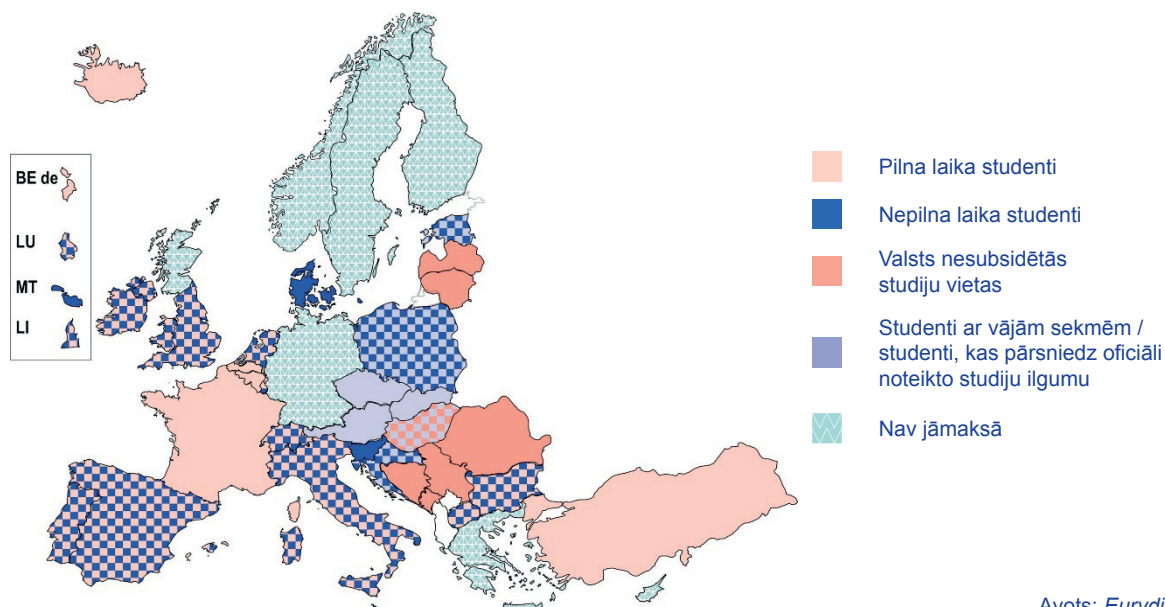 BE de
LU
MT
LI
Pilna laika studenti
Nepilna laika studenti
Valsts nesubsidētās
studiju vietas
Studenti ar vājām sekmēm /
studenti, kas pārsniedz oficiāli
noteikto studiju ilgumu
Nav jāmaksā
Avots: